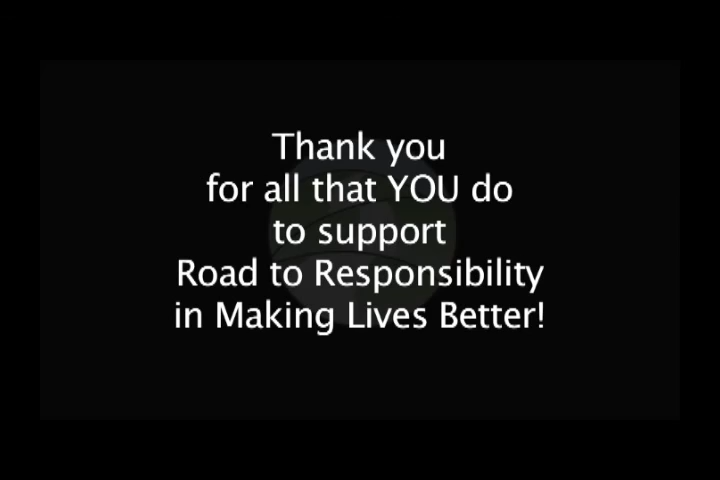 Thank you
for all that YOU do
to support
Road to Responsibility
in Making Lives Better!